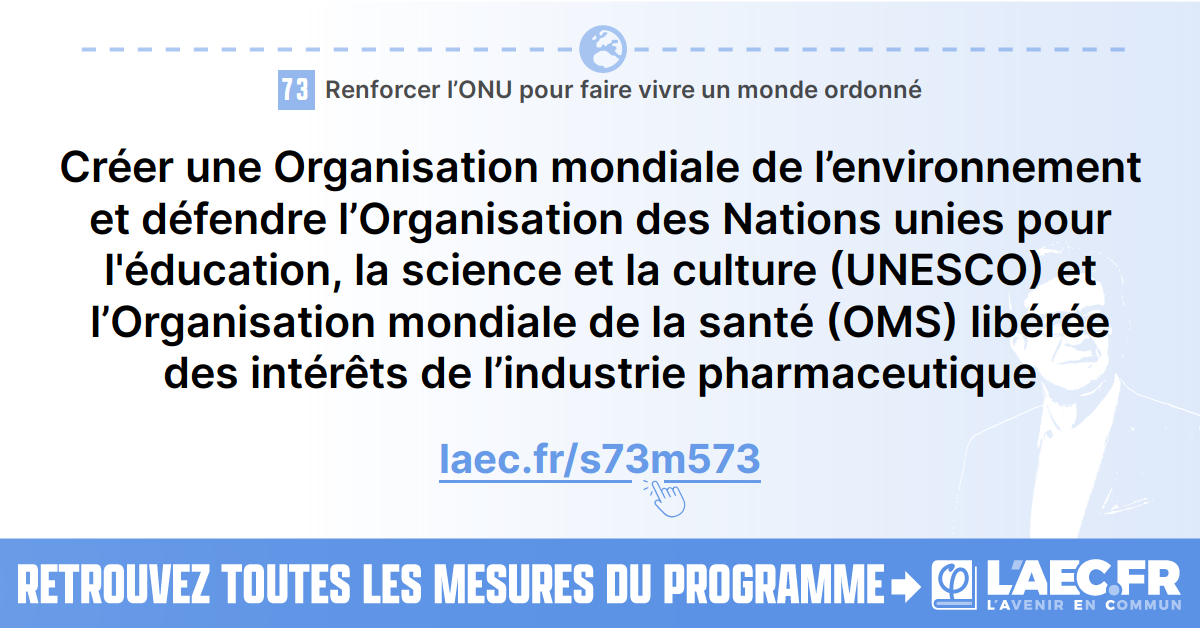 73 Renforcer l’ONU pour faire vivre un monde ordonné
Créer une Organisation mondiale de l’environnement
et défendre l’Organisation des Nations unies pour
l'éducation, la science et la culture (UNESCO) et
l’Organisation mondiale de la santé (OMS) libérée
des intérêts de l’industrie pharmaceutique
laec.fr/s73m573
RETROUVEZ TOUTES LES MESURES DU PROGRAMME
L'AEC.FR
L'AVENIR EN COMMUN